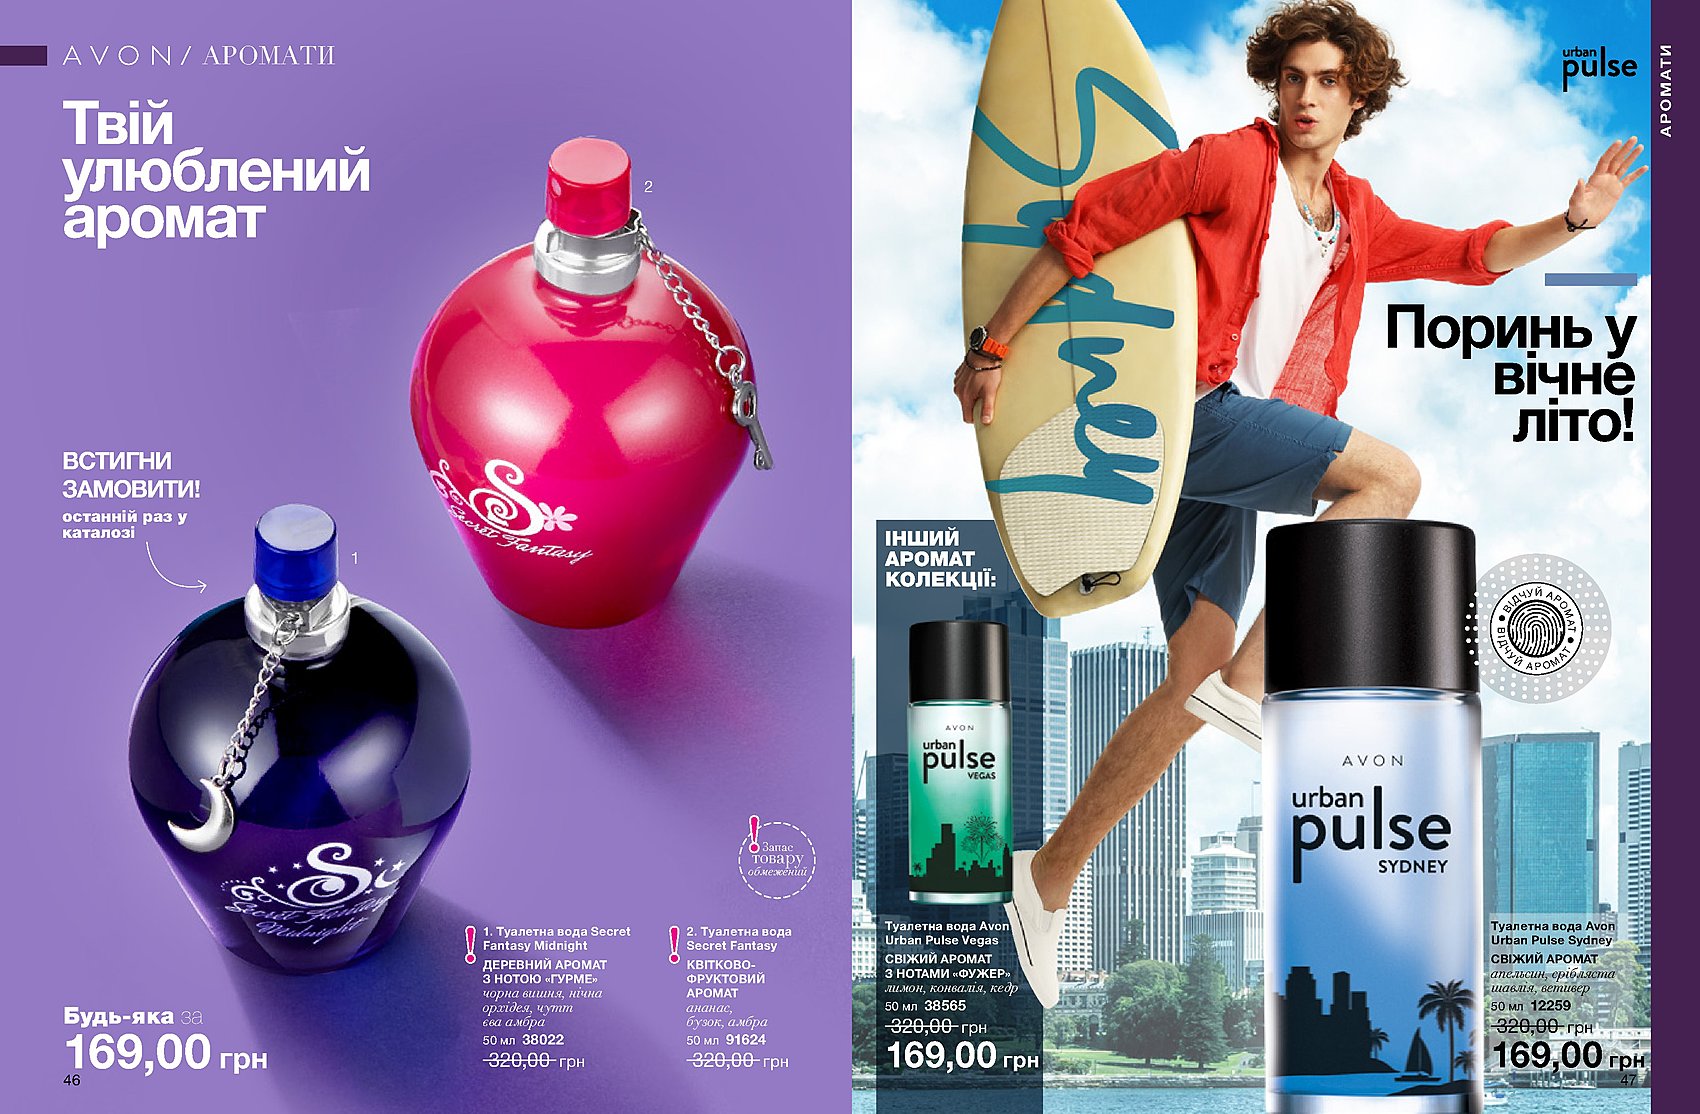 AVON/ АРОМАТИ
Твій
улюблений
аромат
2
ВСТИГНИ
ЗАМОВИТИ!
останній раз у
каталозі
1
Secret Fantasy
Secret Fantasy
Midnight
Запас
товару
обмежений
1. Туалетна вода Secret
Fantasy Midnight
ДЕРЕВНИЙ АРОМАТ
З НОТОЮ «ГУРМЕ»
чорна вишня, нічна
орхідея, чутт
єва амбра
50 мл 38022
320,00 грн
2. Туалетна вода
Secret Fantasy
КВІТКОВО-
ФРУКТОВИЙ
АРОМАТ
ананас,
бузок, амбра
50 мл 91624
320,00 грн
Будь-яка за
169,00 грн
46
urban
pulse
АРОМАТИ
Sydney
Поринь у
вічне
літо!
ІНШИЙ
АРОМАТ
КОЛЕКЦІЇ:
ВІДЧУЙ АРОМАТ • ВІДЧУЙ АРОМАТ •
AVON
urban
pulse
VEGAS
AVON
urban
pulse
SYDNEY
Туалетна вода Avon
Urban Pulse Vegas
СВІЖИЙ АРОМАТ
З НОТАМИ «ФУЖЕР»
лимон, конвалія, кедр
50 мл 38565
320,00 грн
169,00 грн
Туалетна вода Avon
Urban Pulse Sydney
СВІЖИЙ АРОМАТ
апельсин, срібляста
шавлія, ветивер
50 мл 12259
320,00 грн
169,00 грн
47